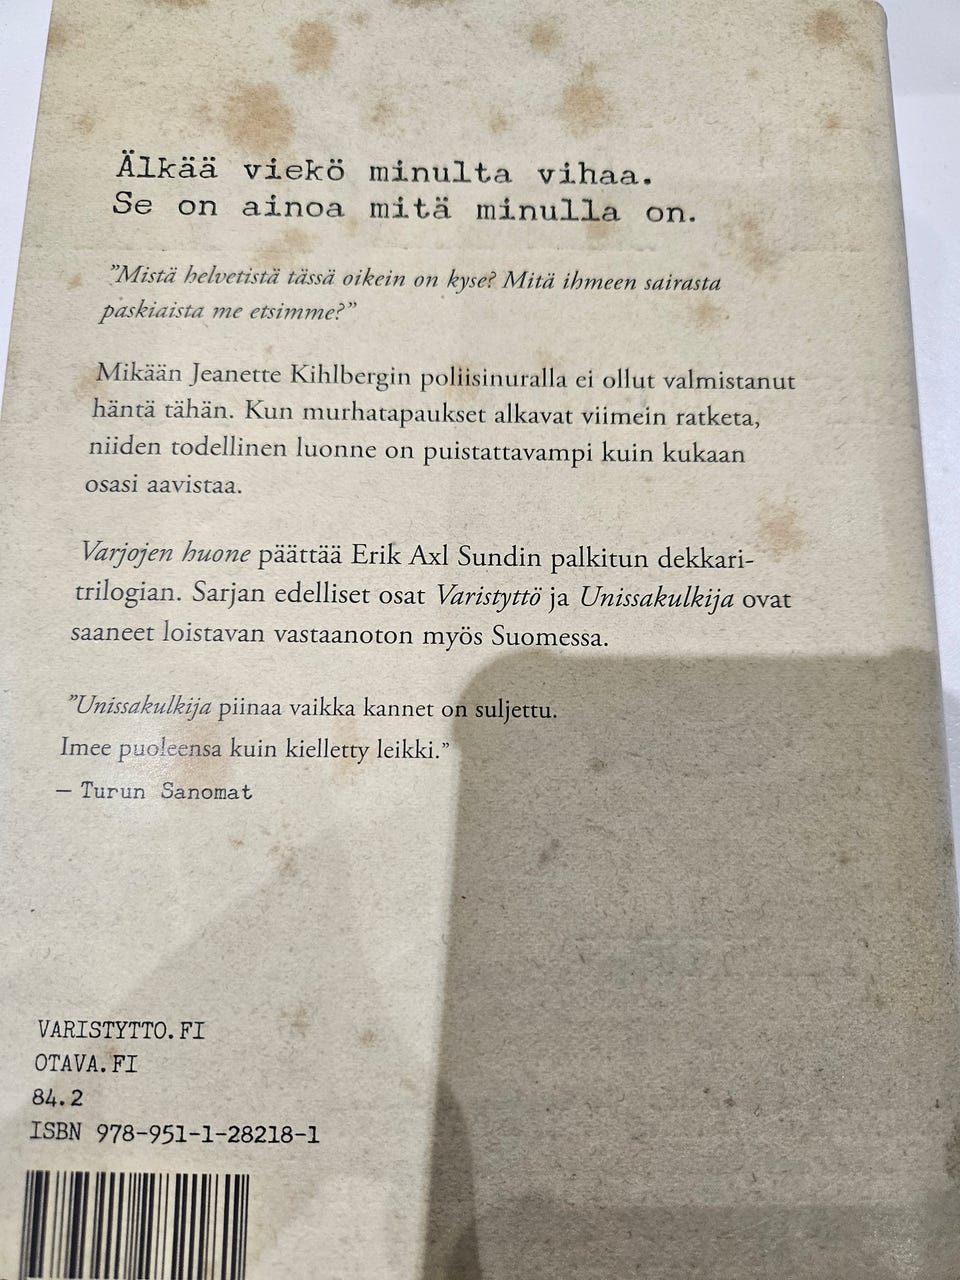 Älkää viekö minulta vihaa.
Se on ainoa mitä minulla on.
”Mistä helvetistä tässä oikein on kyse? Mitä ihmeen sairasta
paskiaista me etsimme?”
Mikään Jeanette Kihlbergin poliisinuralla ei ollut valmistanut
häntä tähän. Kun murhatapaukset alkavat viimein ratketa,
niiden todellinen luonne on puistattavampi kuin kukaan
osasi aavistaa.
Varjojen huone päättää Erik Axl Sundin palkitun dekkari-
trilogian. Sarjan edelliset osat Varistyttö ja Unissakulkija ovat
saaneet loistavan vastaanoton myös Suomessa.
”Unissakulkija piinaa vaikka kannet on suljettu.
Imee puoleensa kuin kielletty leikki.”
— Turun Sanomat
VARISTYTTO.FI
OTAVA.FI
84.2
ISBN 978-951-1-28218-1